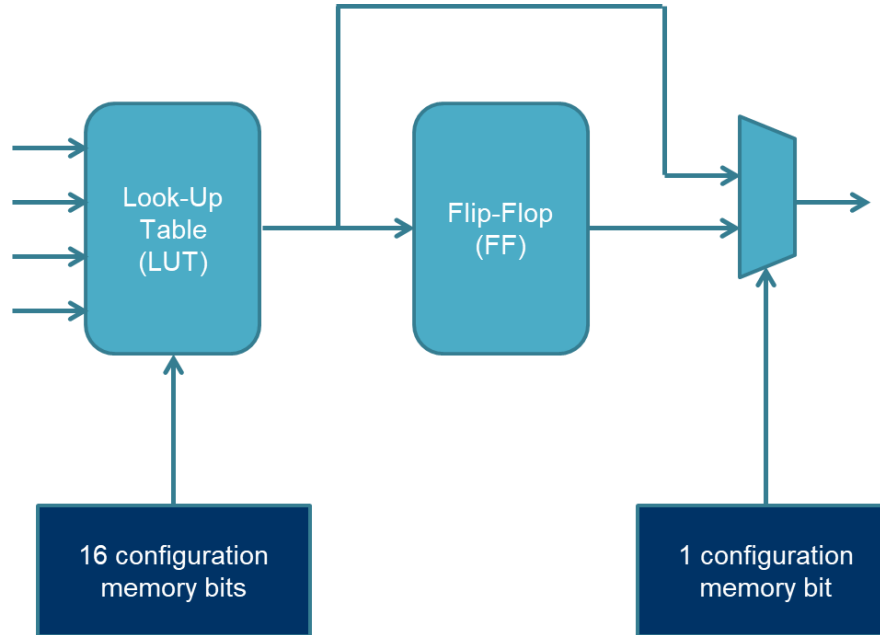 Look-Up
Table
(LUT)
Flip-Flop
(FF)
16 configuration
memory bits
1 configuration
memory bit